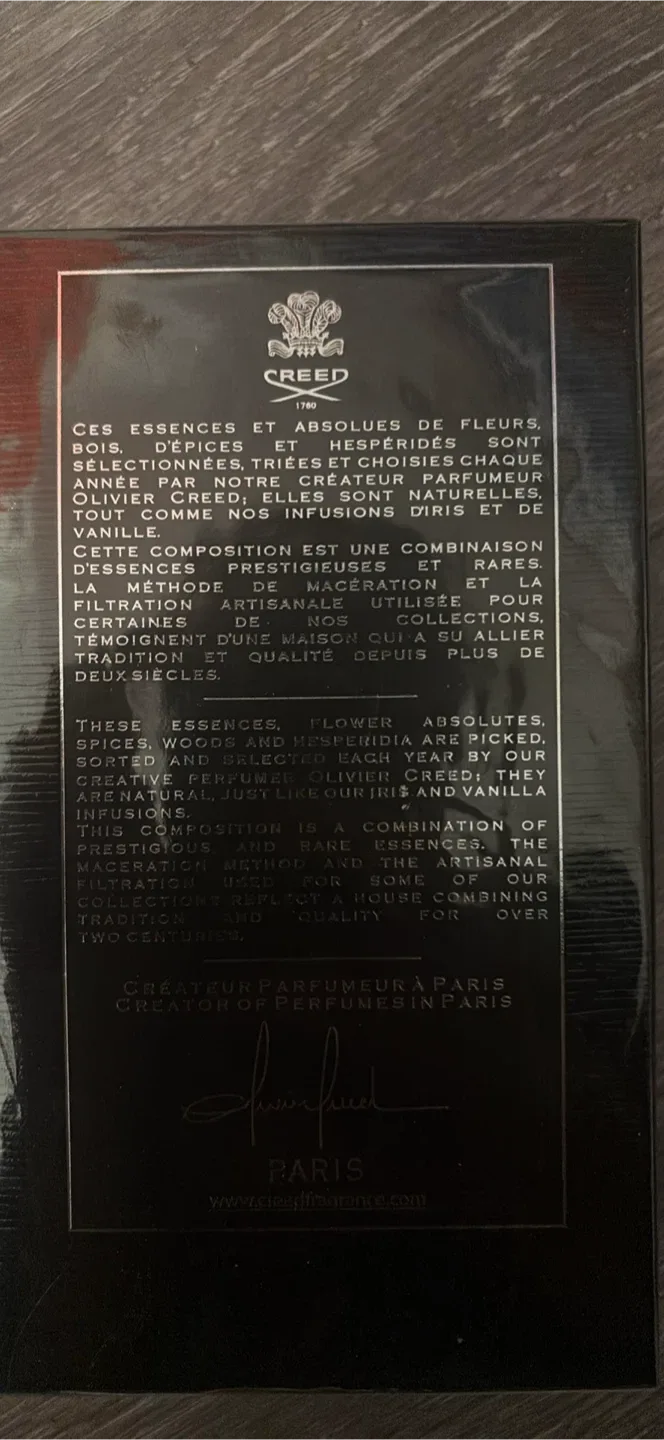 CREED
1760
CES ESSENCES ET ABSOLUES DE FLEURS,
BOIS, D'ÉPICES ET HESPÉRIDÉS SONT
SÉLECTIONNÉES, TRIÉES ET CHOISIES CHAQUE
ANNÉE PAR NOTRE CRÉATEUR PARFUMEUR
OLIVIER CREED; ELLES SONT NATURELLES,
TOUT COMME NOS INFUSIONS D'IRIS ET DE
VANILLE.
CETTE COMPOSITION EST UNE COMBINAISON
D'ESSENCES PRESTIGIEUSES ET RARES.
LA MÉTHODE DE MACÉRATION ET LA
FILTRATION ARTISANALE UTILISÉE POUR
CERTAINES DE NOS COLLECTIONS,
TÉMOIGNENT D'UNE MAISON QUI A SU ALLIER
TRADITION ET QUALITÉ DEPUIS PLUS DE
DEUX SIÈCLES.
THESE ESSENCES, FLOWER ABSOLUTES,
SPICES, WOODS AND HESPERIDIA ARE PICKED,
SORTED AND SELECTED EACH YEAR BY OUR
CREATIVE PERFUMER OLIVIER CREED; THEY
ARE NATURAL, JUST LIKE OUR IRIS AND VANILLA
INFUSIONS.
THIS COMPOSITION IS A COMBINATION OF
PRESTIGIOUS AND RARE ESSENCES. THE
MACERATION METHOD AND THE ARTISANAL
FILTRATION USED FOR SOME OF OUR
COLLECTIONS REFLECT A HOUSE COMBINING
TRADITION AND QUALITY FOR OVER
TWO CENTURIES.
CRÉATEUR PARFUMEUR À PARIS
CREATOR OF PERFUMES IN PARIS
Olivier Creed
PARIS
www.creedfragrance.com